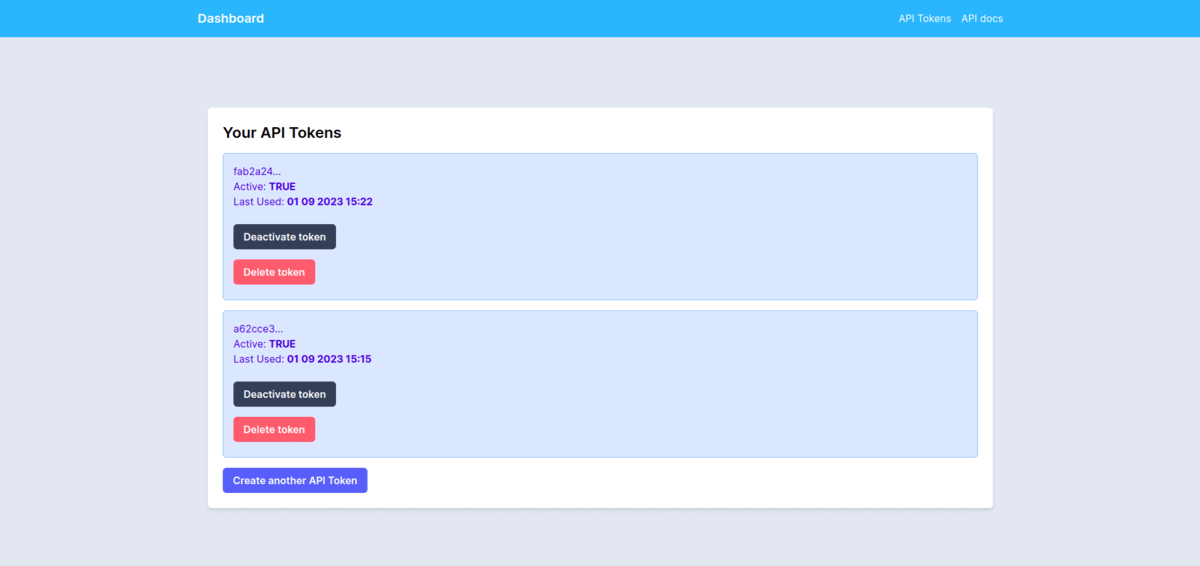 Dashboard
API Tokens
API docs
Your API Tokens
fab2a24...
Active: TRUE
Last Used: 01 09 2023 15:22
Deactivate token
Delete token
a62cce3...
Active: TRUE
Last Used: 01 09 2023 15:15
Deactivate token
Delete token
Create another API Token